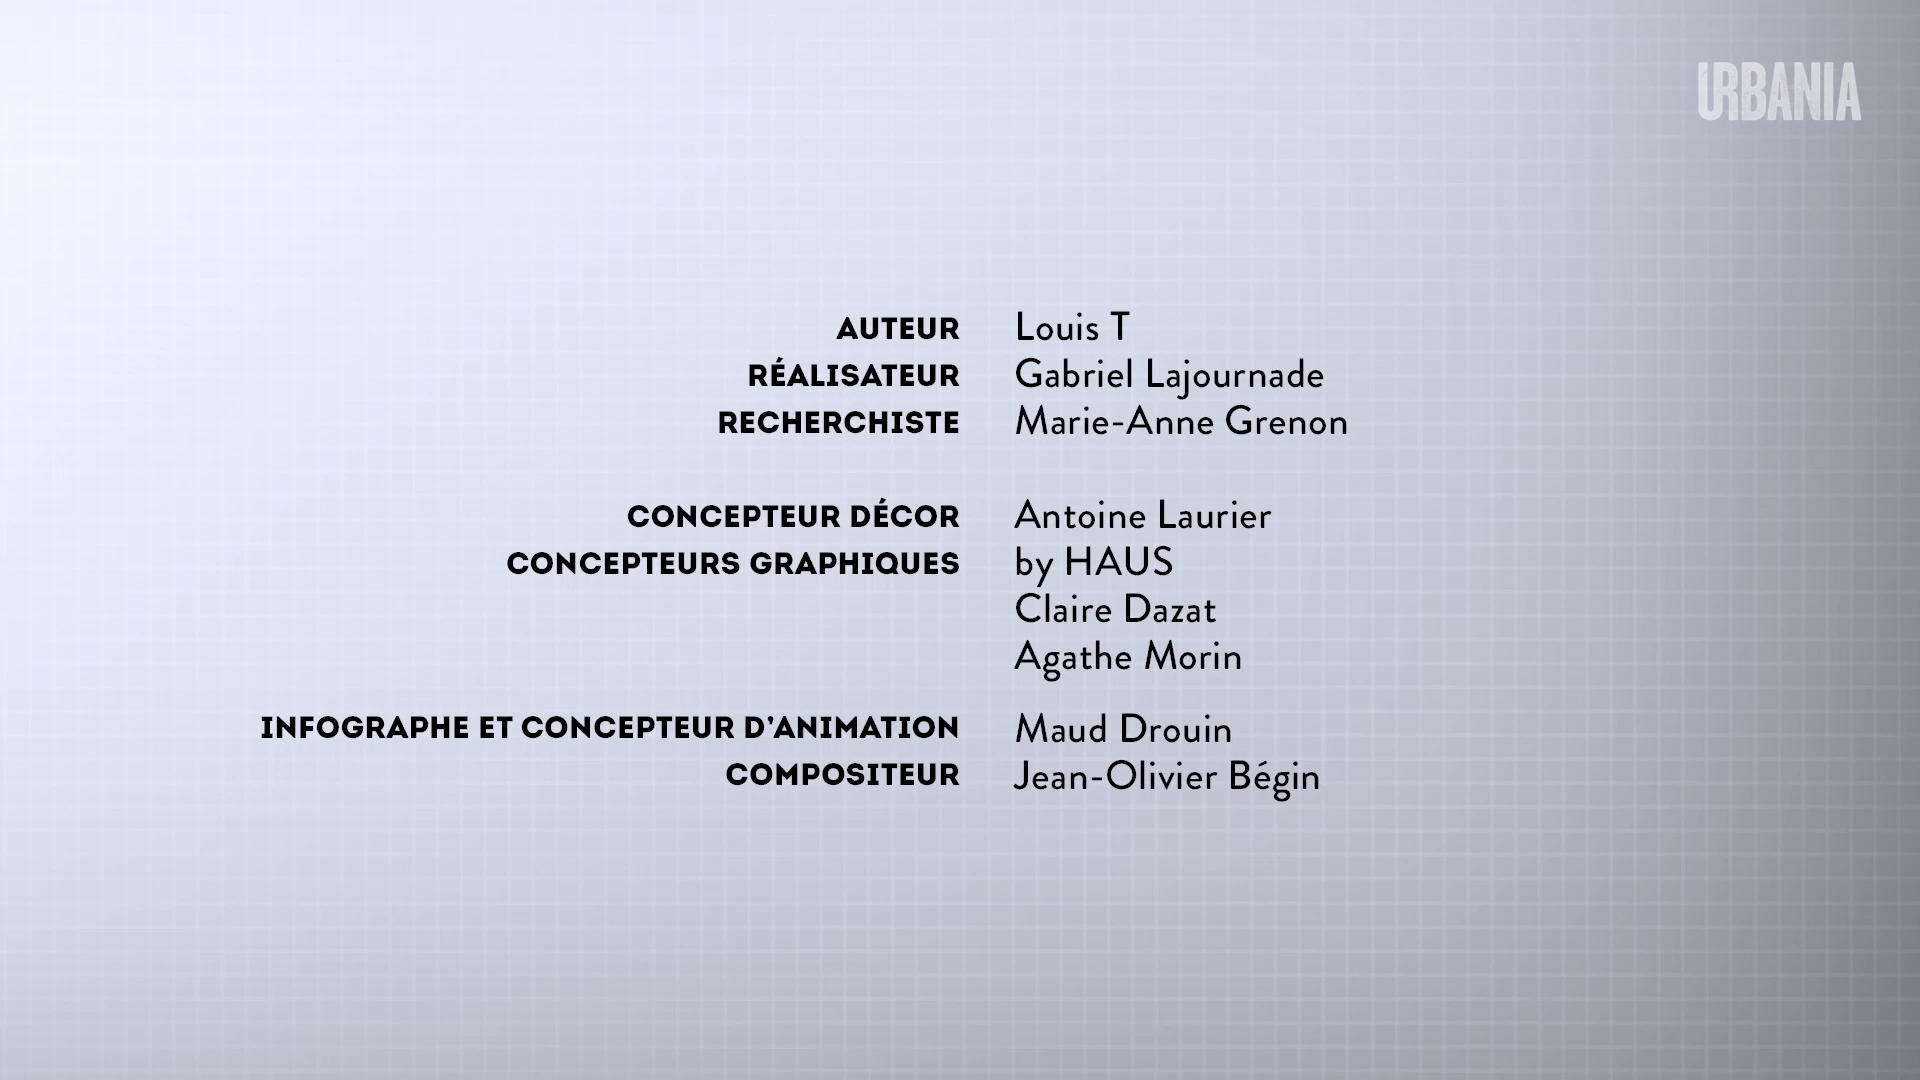 URBANIA
AUTEUR Louis T
RÉALISATEUR Gabriel Lajournade
RECHERCHISTE Marie-Anne Grenon
CONCEPTEUR DÉCOR Antoine Laurier
CONCEPTEURS GRAPHIQUES by HAUS
Claire Dazat
Agathe Morin
INFOGRAPHE ET CONCEPTEUR D’ANIMATION Maud Drouin
COMPOSITEUR Jean-Olivier Bégin